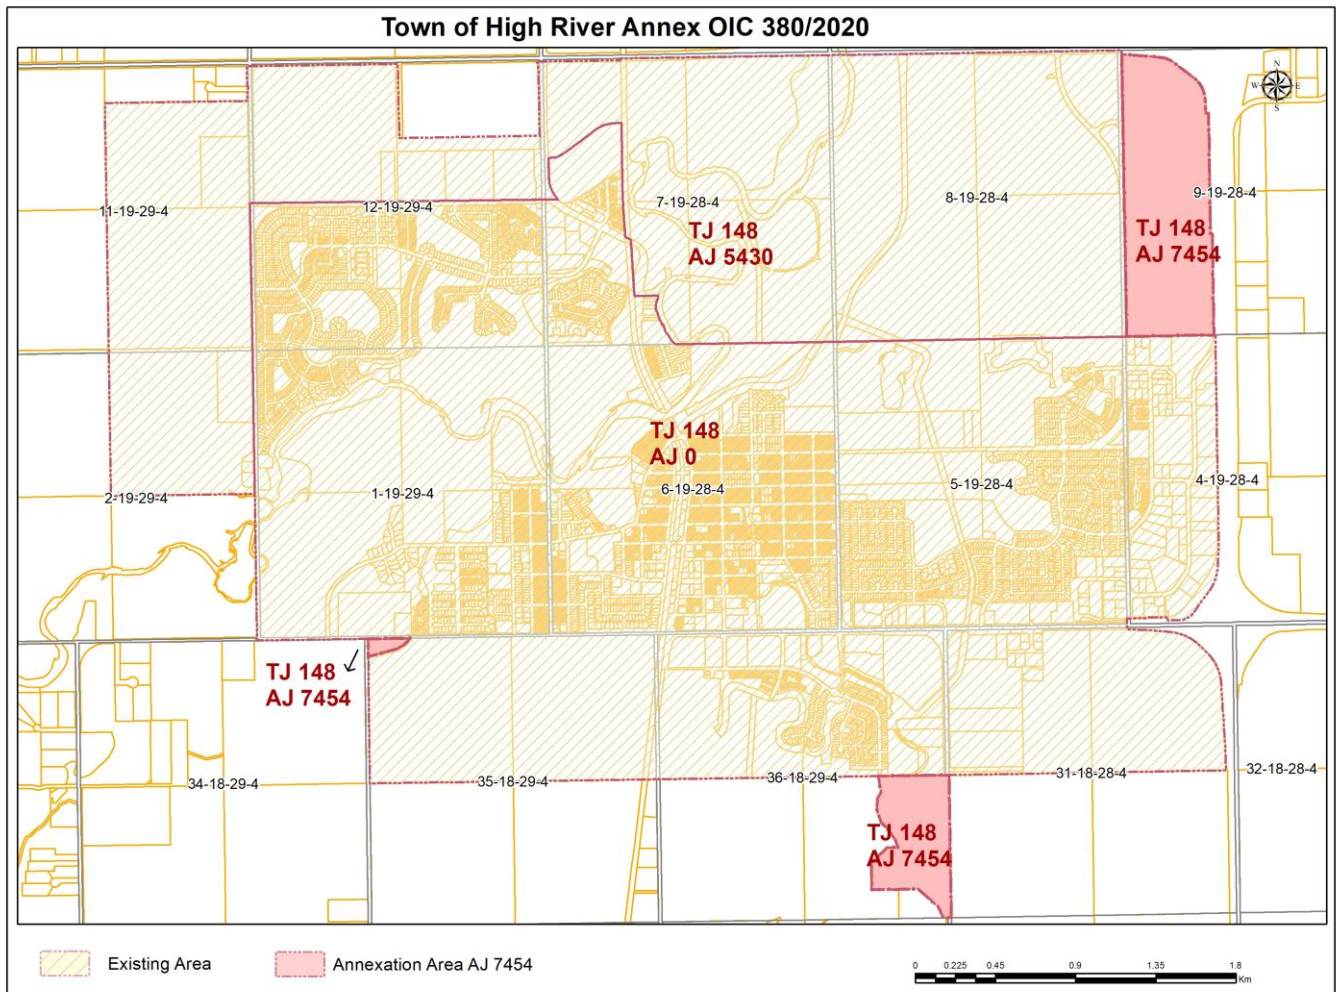 Town of High River Annex OIC 380/2020
N
W E
S
11-19-29-4
12-19-29-4
7-19-28-4
8-19-28-4
9-19-28-4
TJ 148
AJ 5430
TJ 148
AJ 7454
TJ 148
AJ 0
2-19-29-4
1-19-29-4
6-19-28-4
5-19-28-4
4-19-28-4
TJ 148
AJ 7454
34-18-29-4
35-18-29-4
36-18-29-4
31-18-28-4
32-18-28-4
TJ 148
AJ 7454
Existing Area
Annexation Area AJ 7454
0 0.225 0.45 0.9 1.35 1.8
Km